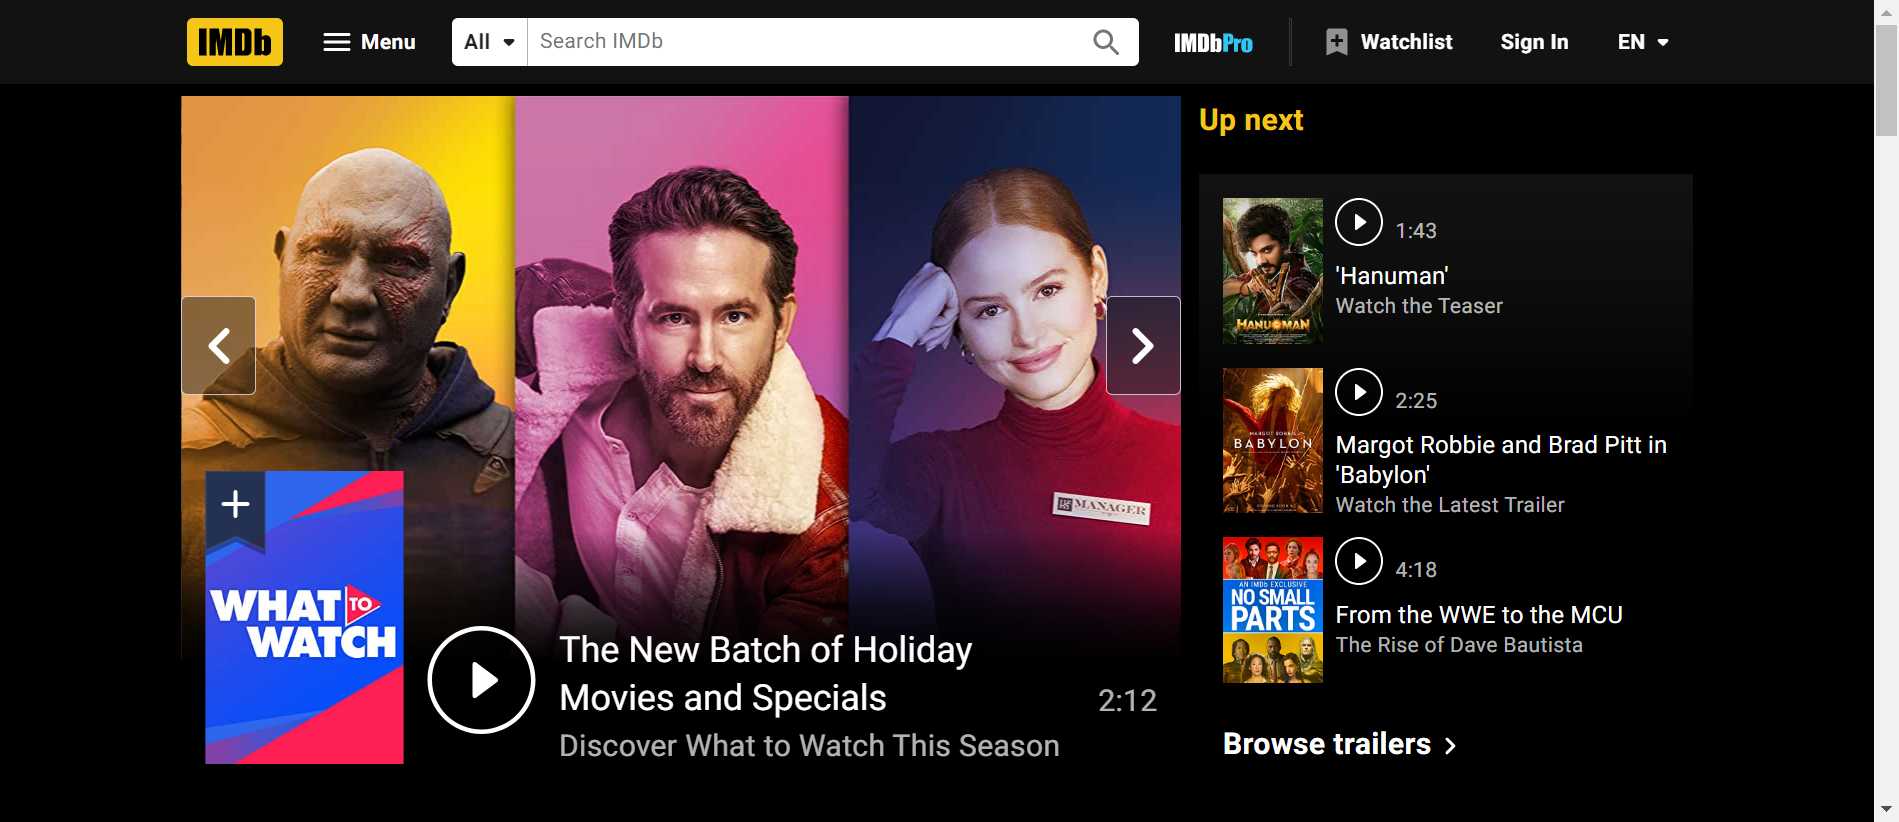 IMDb
Menu
All
Search IMDb
IMDbPro
Watchlist
Sign In
EN
MANAGER
WHAT TO WATCH
The New Batch of Holiday
Movies and Specials
2:12
Discover What to Watch This Season
Up next
HANUMAN
1:43
'Hanuman'
Watch the Teaser
BABYLON
2:25
Margot Robbie and Brad Pitt in
'Babylon'
Watch the Latest Trailer
AN IMDb EXCLUSIVE
NO SMALL
PARTS
4:18
From the WWE to the MCU
The Rise of Dave Bautista
Browse trailers